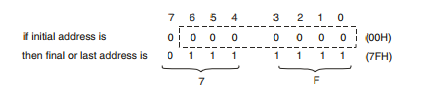 7 6 5 4 3 2 1 0
if initial address is 0 0 0 0 0 0 0 0 (00H)
then final or last address is 0 1 1 1 1 1 1 1 (7FH)
7 F